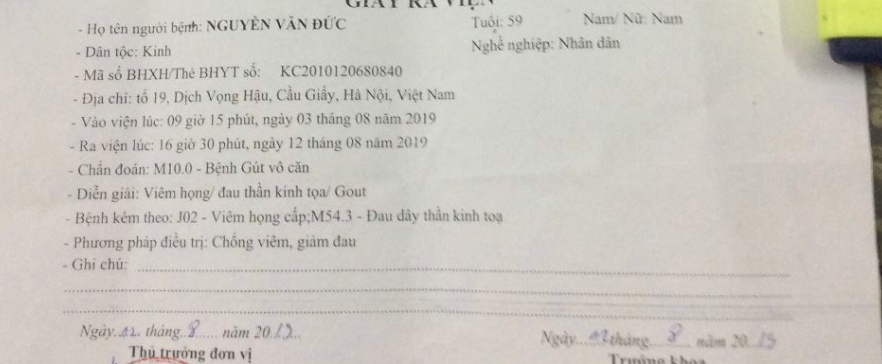 GIẤY RA VIỆN
- Họ tên người bệnh: NGUYỄN VĂN ĐỨC Tuổi: 59 Nam/ Nữ: Nam
- Dân tộc: Kinh Nghề nghiệp: Nhân dân
- Mã số BHXH/Thẻ BHYT số: KC2010120680840
- Địa chỉ: tổ 19, Dịch Vọng Hậu, Cầu Giấy, Hà Nội, Việt Nam
- Vào viện lúc: 09 giờ 15 phút, ngày 03 tháng 08 năm 2019
- Ra viện lúc: 16 giờ 30 phút, ngày 12 tháng 08 năm 2019
- Chẩn đoán: M10.0 - Bệnh Gút vô căn
- Diễn giải: Viêm họng/ đau thần kinh tọa/ Gout
- Bệnh kèm theo: J02 - Viêm họng cấp;M54.3 - Đau dây thần kinh toạ
- Phương pháp điều trị: Chống viêm, giảm đau
- Ghi chú:
Ngày 12 tháng 8 năm 20 Ngày 12 tháng 8 năm 2019
Thủ trưởng đơn vị Trưởng khoa